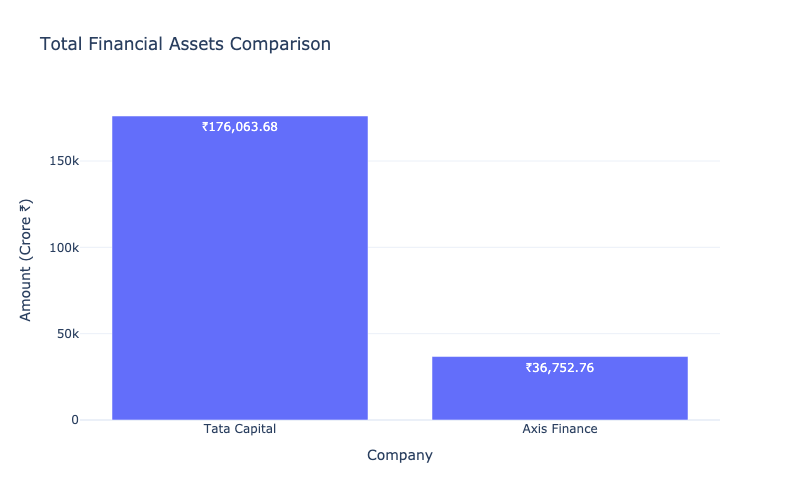 Total Financial Assets Comparison
₹176,063.68
150k
100k
50k
₹36,752.76
0
Amount (Crore ₹)
Tata Capital
Axis Finance
Company